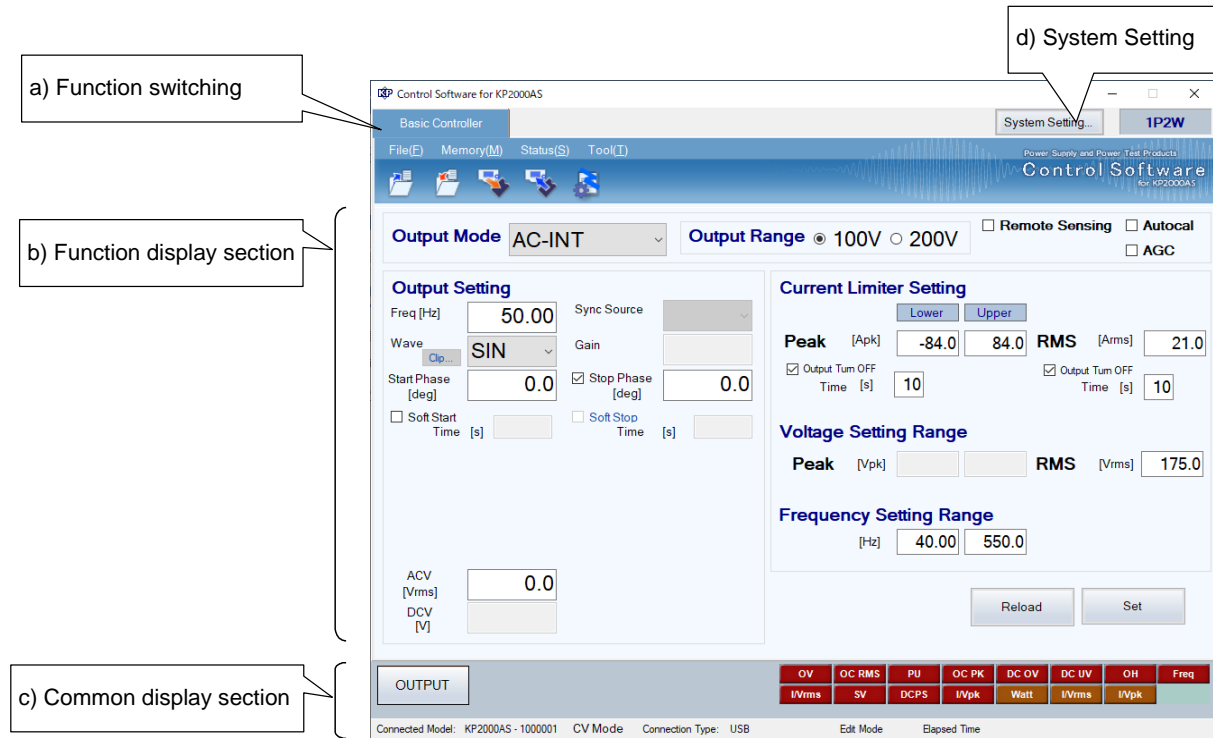 d) System Setting
a) Function switching
Control Software for KP2000AS
Basic Controller
System Setting...
1P2W
File(F) Memory(M) Status(S) Tool(T)
Power Supply and Power Test Products
Control Software
for KP2000AS
b) Function display section
Output Mode AC-INT
Output Range 100V 200V
Remote Sensing
Autocal
AGC
Output Setting
Freq [Hz] 50.00 Sync Source
Wave Clip... SIN Gain
Start Phase [deg] 0.0 Stop Phase [deg] 0.0
Soft Start Time [s] Soft Stop Time [s]
ACV [Vrms] 0.0
DCV [V]
Current Limiter Setting
Lower Upper
Peak [Apk] -84.0 84.0 RMS [Arms] 21.0
Output Turn OFF Time [s] 10 Output Turn OFF Time [s] 10
Voltage Setting Range
Peak [Vpk] RMS [Vrms] 175.0
Frequency Setting Range
[Hz] 40.00 550.0
Reload Set
c) Common display section
OUTPUT
OV OC RMS PU OC PK DC OV DC UV OH Freq
I/Vrms SV DCPS I/Vpk Watt I/Vrms I/Vpk
Connected Model: KP2000AS - 1000001 CV Mode Connection Type: USB Edit Mode Elapsed Time